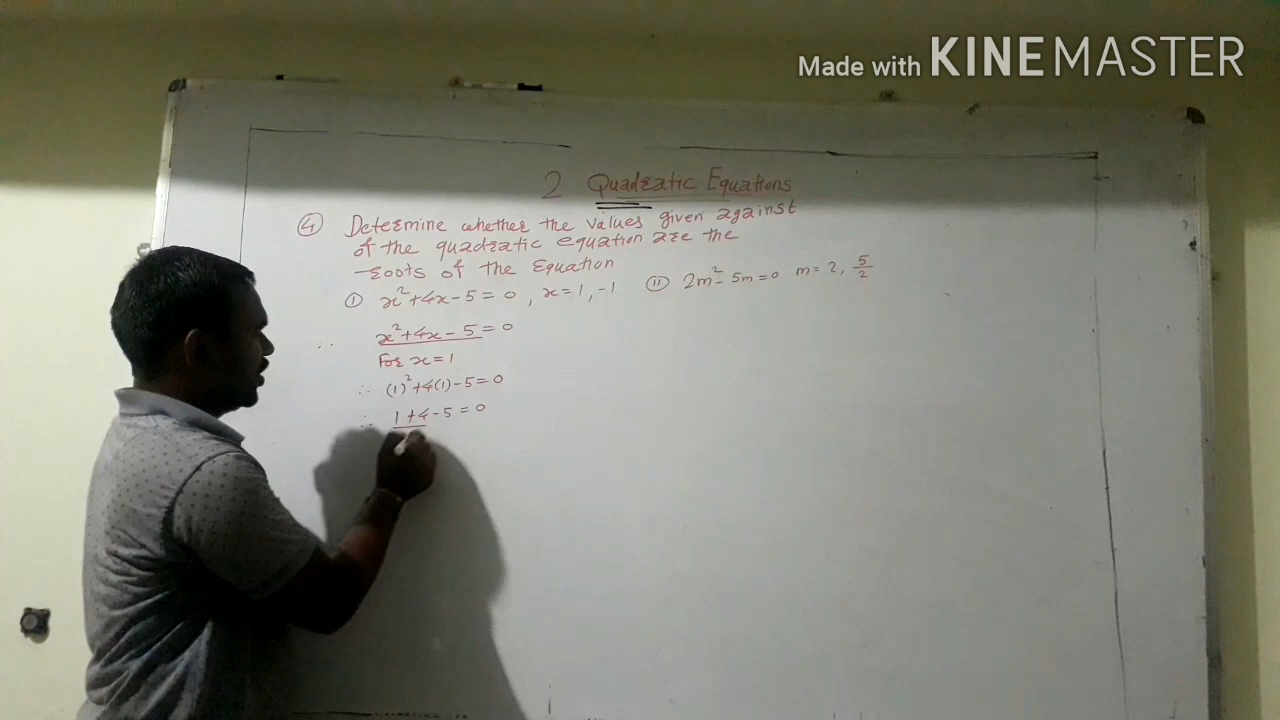 Made with KINEMASTER
2 Quadratic Equations
④ Determine whether the values given against
of the quadratic equation are the
roots of the Equation
① x²+4x-5=0, x=1,-1 ⑪ 2m²-5m=0 m=2, 5/2
∴ x²+4x-5=0
For x=1
∴ (1)²+4(1)-5=0
∴ 1+4-5=0